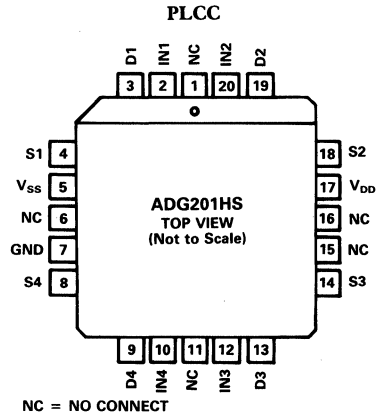 PLCC
D1 IN1 NC IN2 D2
3 2 1 20 19
S1 4 18 S2
VSS 5 17 VDD
NC 6 16 NC
GND 7 15 NC
S4 8 14 S3
ADG201HS
TOP VIEW
(Not to Scale)
9 10 11 12 13
D4 IN4 NC IN3 D3
NC = NO CONNECT